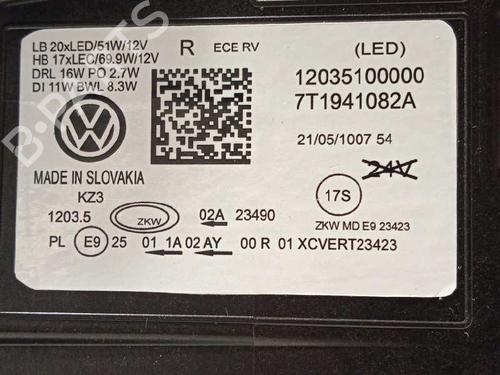 LB 20xLED/51W/12V
HB 17xLEC/69.9W/12V
DRL 16W PO 2.7W
DI 11W BWL 8.3W
R ECE RV
(LED)
12035100000
7T1941082A
21/05/1007 54
24V
MADE IN SLOVAKIA
KZ3
1203.5 ZKW 02A 23490
17S
ZKW MD E9 23423
PL E9 25 01 1A 02 AY 00 R 01 XCVERT23423
B-PARTS